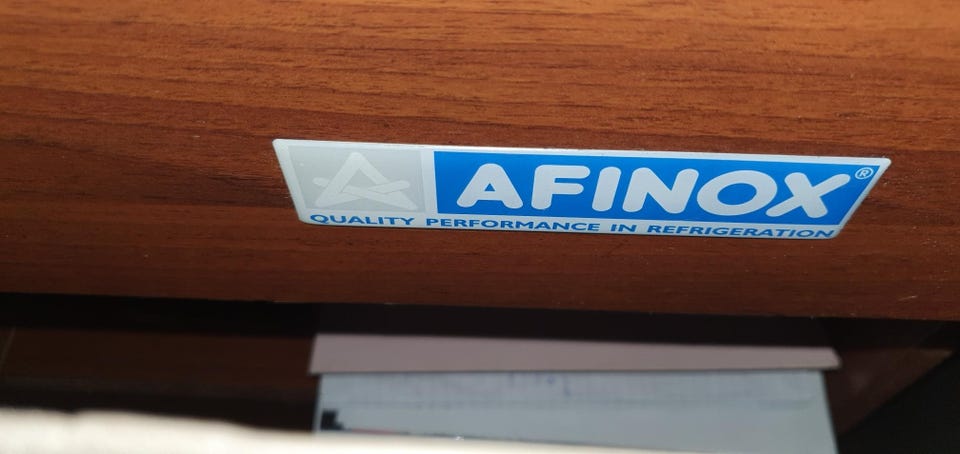 AFINOX®
QUALITY PERFORMANCE IN REFRIGERATION